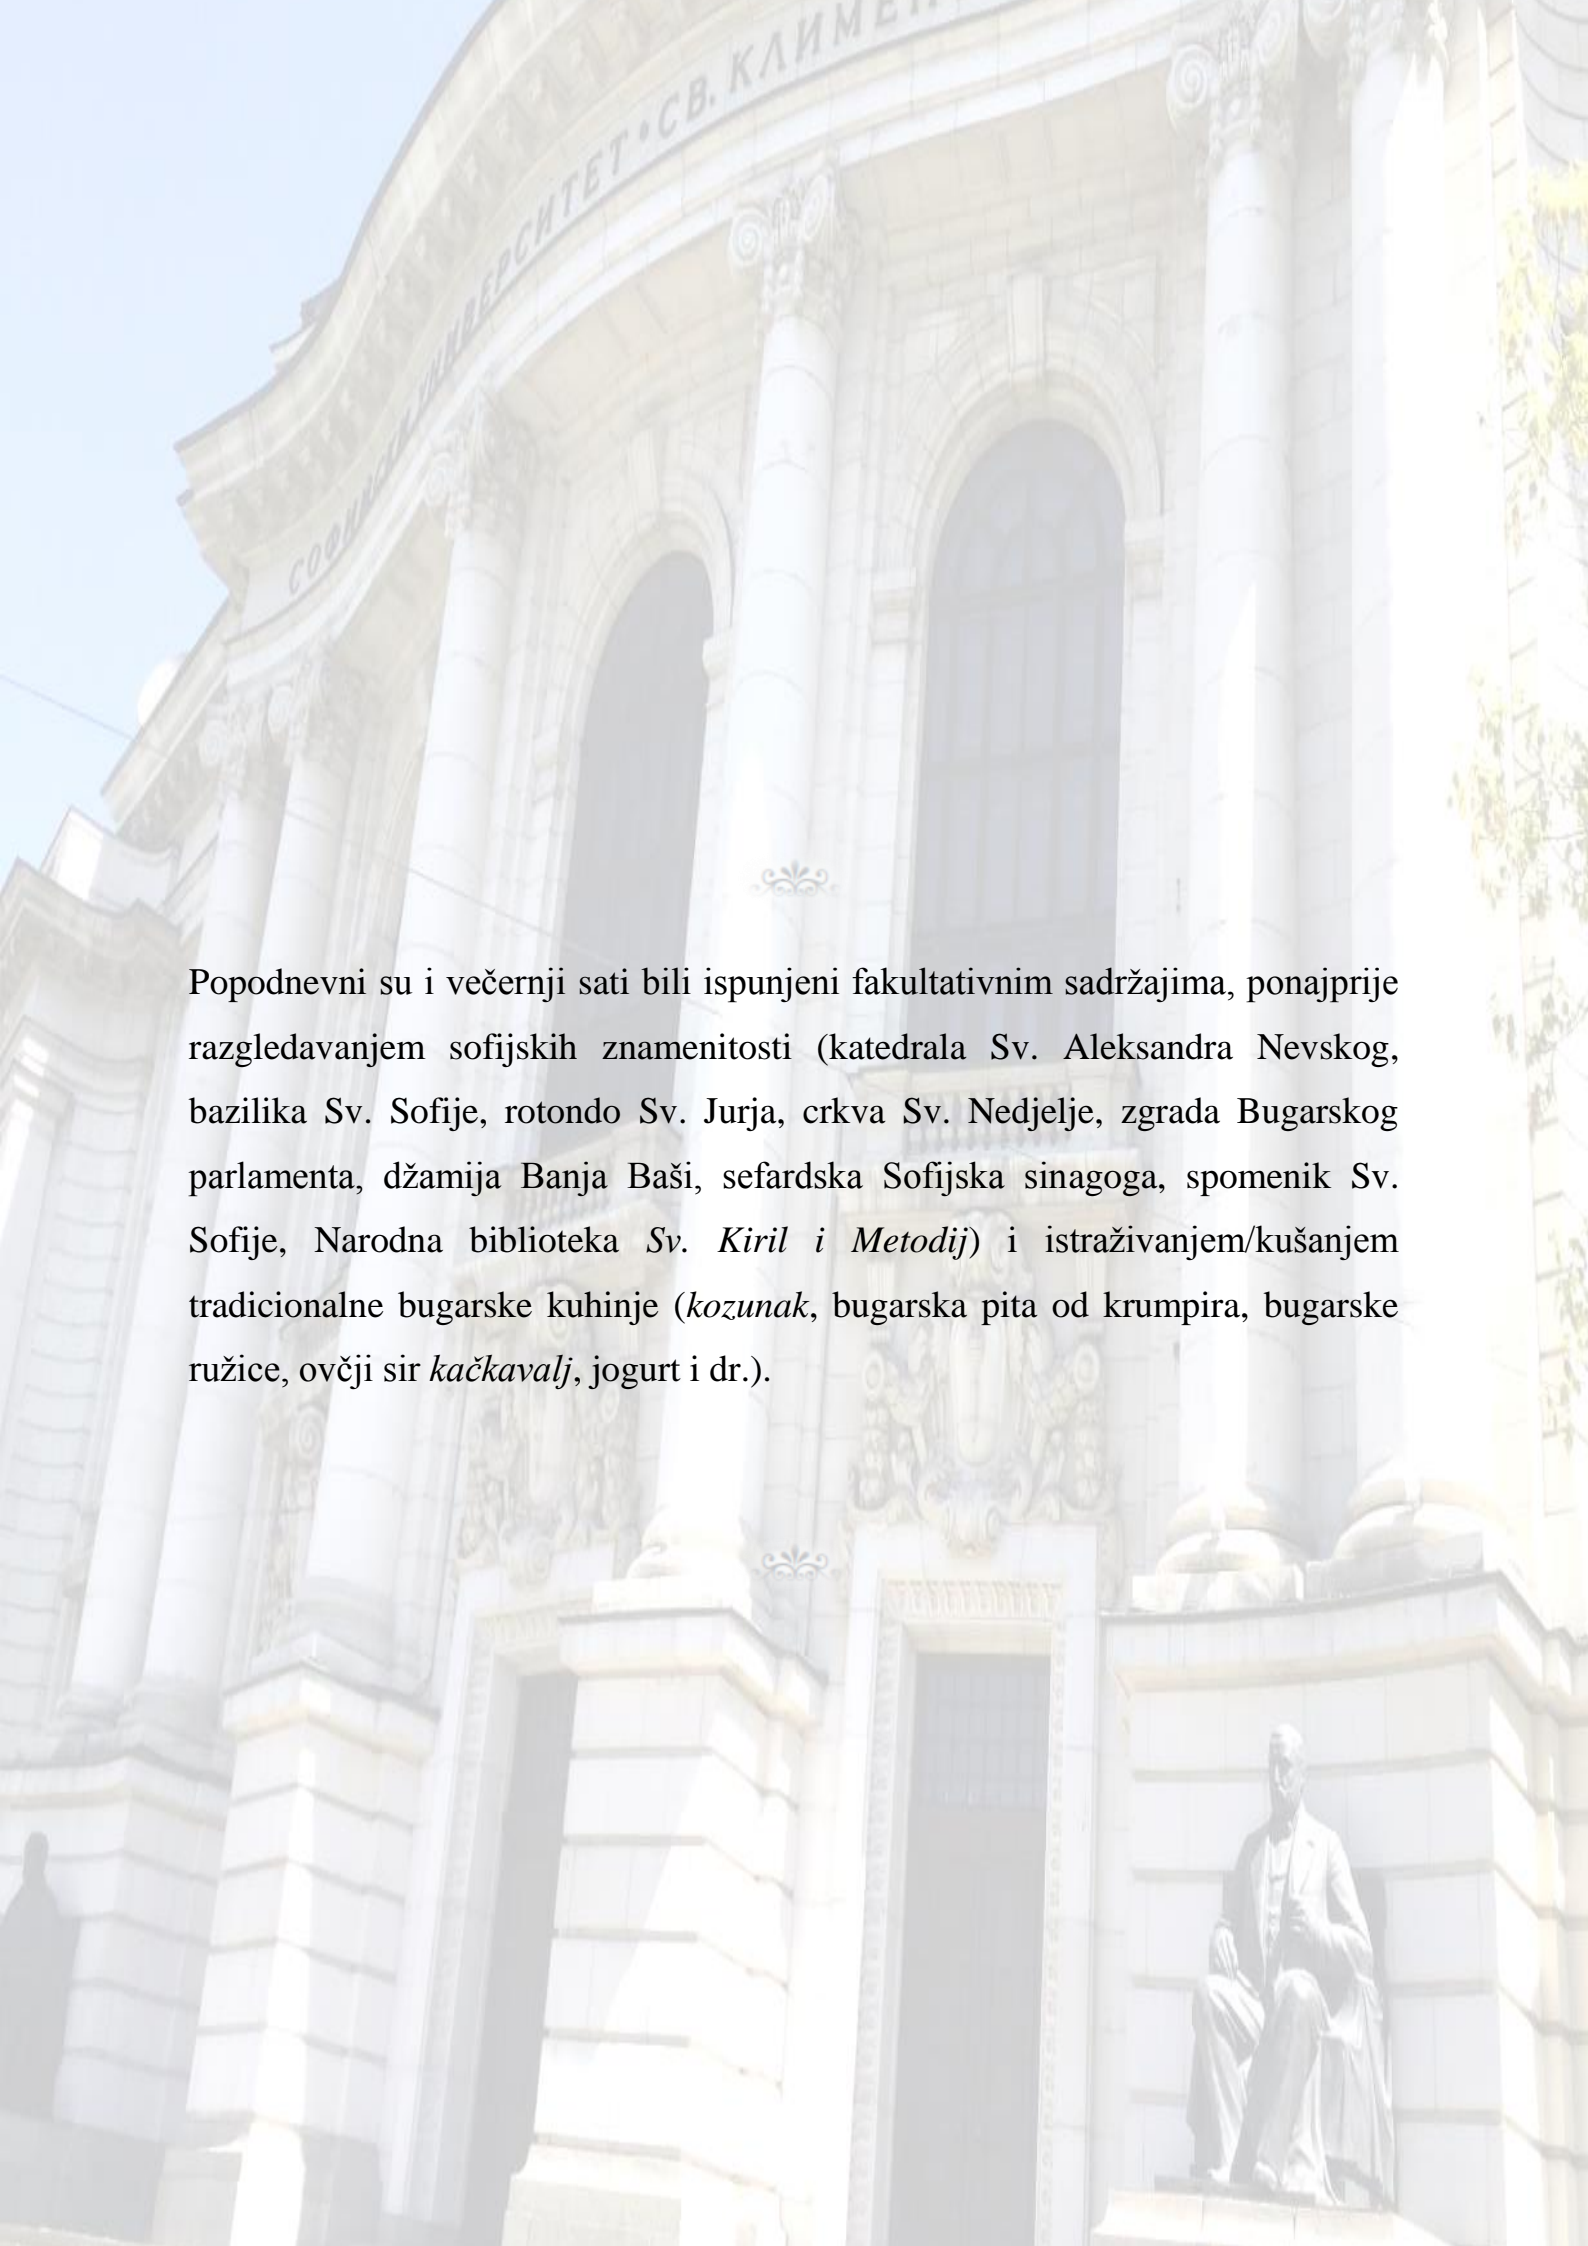 СОФИЙСКИ УНИВЕРСИТЕТ • СВ. КЛИМЕН
Popodnevni su i večernji sati bili ispunjeni fakultativnim sadržajima, ponajprije
razgledavanjem sofijskih znamenitosti (katedrala Sv. Aleksandra Nevskog,
bazilika Sv. Sofije, rotondo Sv. Jurja, crkva Sv. Nedjelje, zgrada Bugarskog
parlamenta, džamija Banja Baši, sefardska Sofijska sinagoga, spomenik Sv.
Sofije, Narodna biblioteka Sv. Kiril i Metodij) i istraživanjem/kušanjem
tradicionalne bugarske kuhinje (kozunak, bugarska pita od krumpira, bugarske
ružice, ovčji sir kačkavalj, jogurt i dr.).